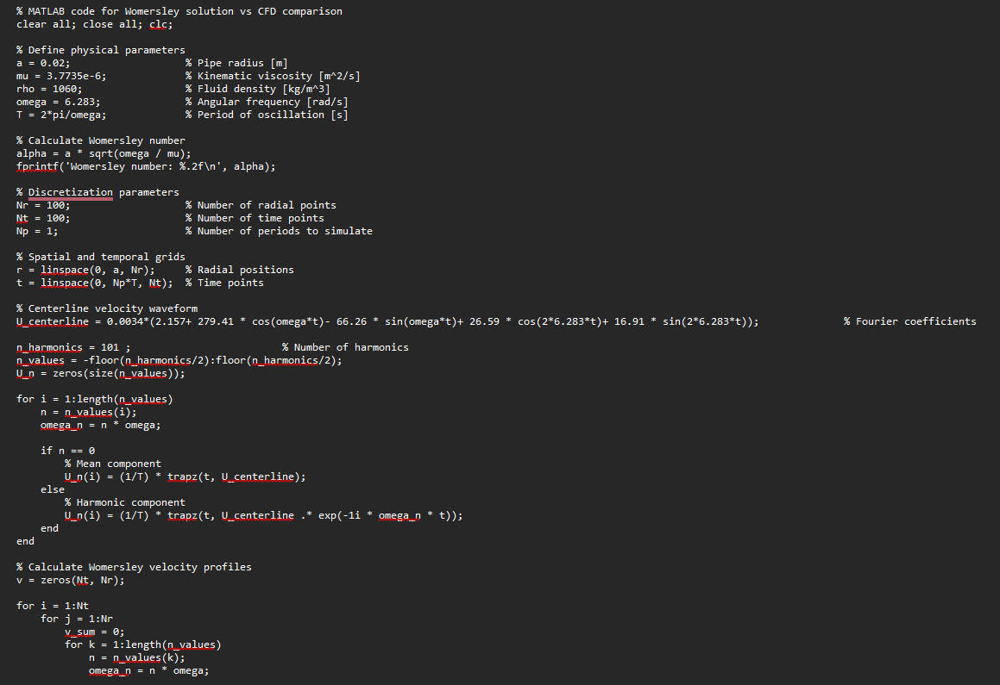 % MATLAB code for Womersley solution vs CFD comparison
clear all; close all; clc;
% Define physical parameters
a = 0.02; % Pipe radius [m]
mu = 3.7735e-6; % Kinematic viscosity [m^2/s]
rho = 1060; % Fluid density [kg/m^3]
omega = 6.283; % Angular frequency [rad/s]
T = 2*pi/omega; % Period of oscillation [s]
% Calculate Womersley number
alpha = a * sqrt(omega / mu);
fprintf('Womersley number: %.2f\n', alpha);
% Discretization parameters
Nr = 100; % Number of radial points
Nt = 100; % Number of time points
Np = 1; % Number of periods to simulate
% Spatial and temporal grids
r = linspace(0, a, Nr); % Radial positions
t = linspace(0, Np*T, Nt); % Time points
% Centerline velocity waveform
U_centerline = 0.0034*(2.157+ 279.41 * cos(omega*t)- 66.26 * sin(omega*t)+ 26.59 * cos(2*6.283*t)+ 16.91 * sin(2*6.283*t)); % Fourier coefficients
n_harmonics = 101 ; % Number of harmonics
n_values = -floor(n_harmonics/2):floor(n_harmonics/2);
U_n = zeros(size(n_values));
for i = 1:length(n_values)
n = n_values(i);
omega_n = n * omega;
if n == 0
% Mean component
U_n(i) = (1/T) * trapz(t, U_centerline);
else
% Harmonic component
U_n(i) = (1/T) * trapz(t, U_centerline .* exp(-1i * omega_n * t));
end
end
% Calculate Womersley velocity profiles
v = zeros(Nt, Nr);
for i = 1:Nt
for j = 1:Nr
v_sum = 0;
for k = 1:length(n_values)
n = n_values(k);
omega_n = n * omega;